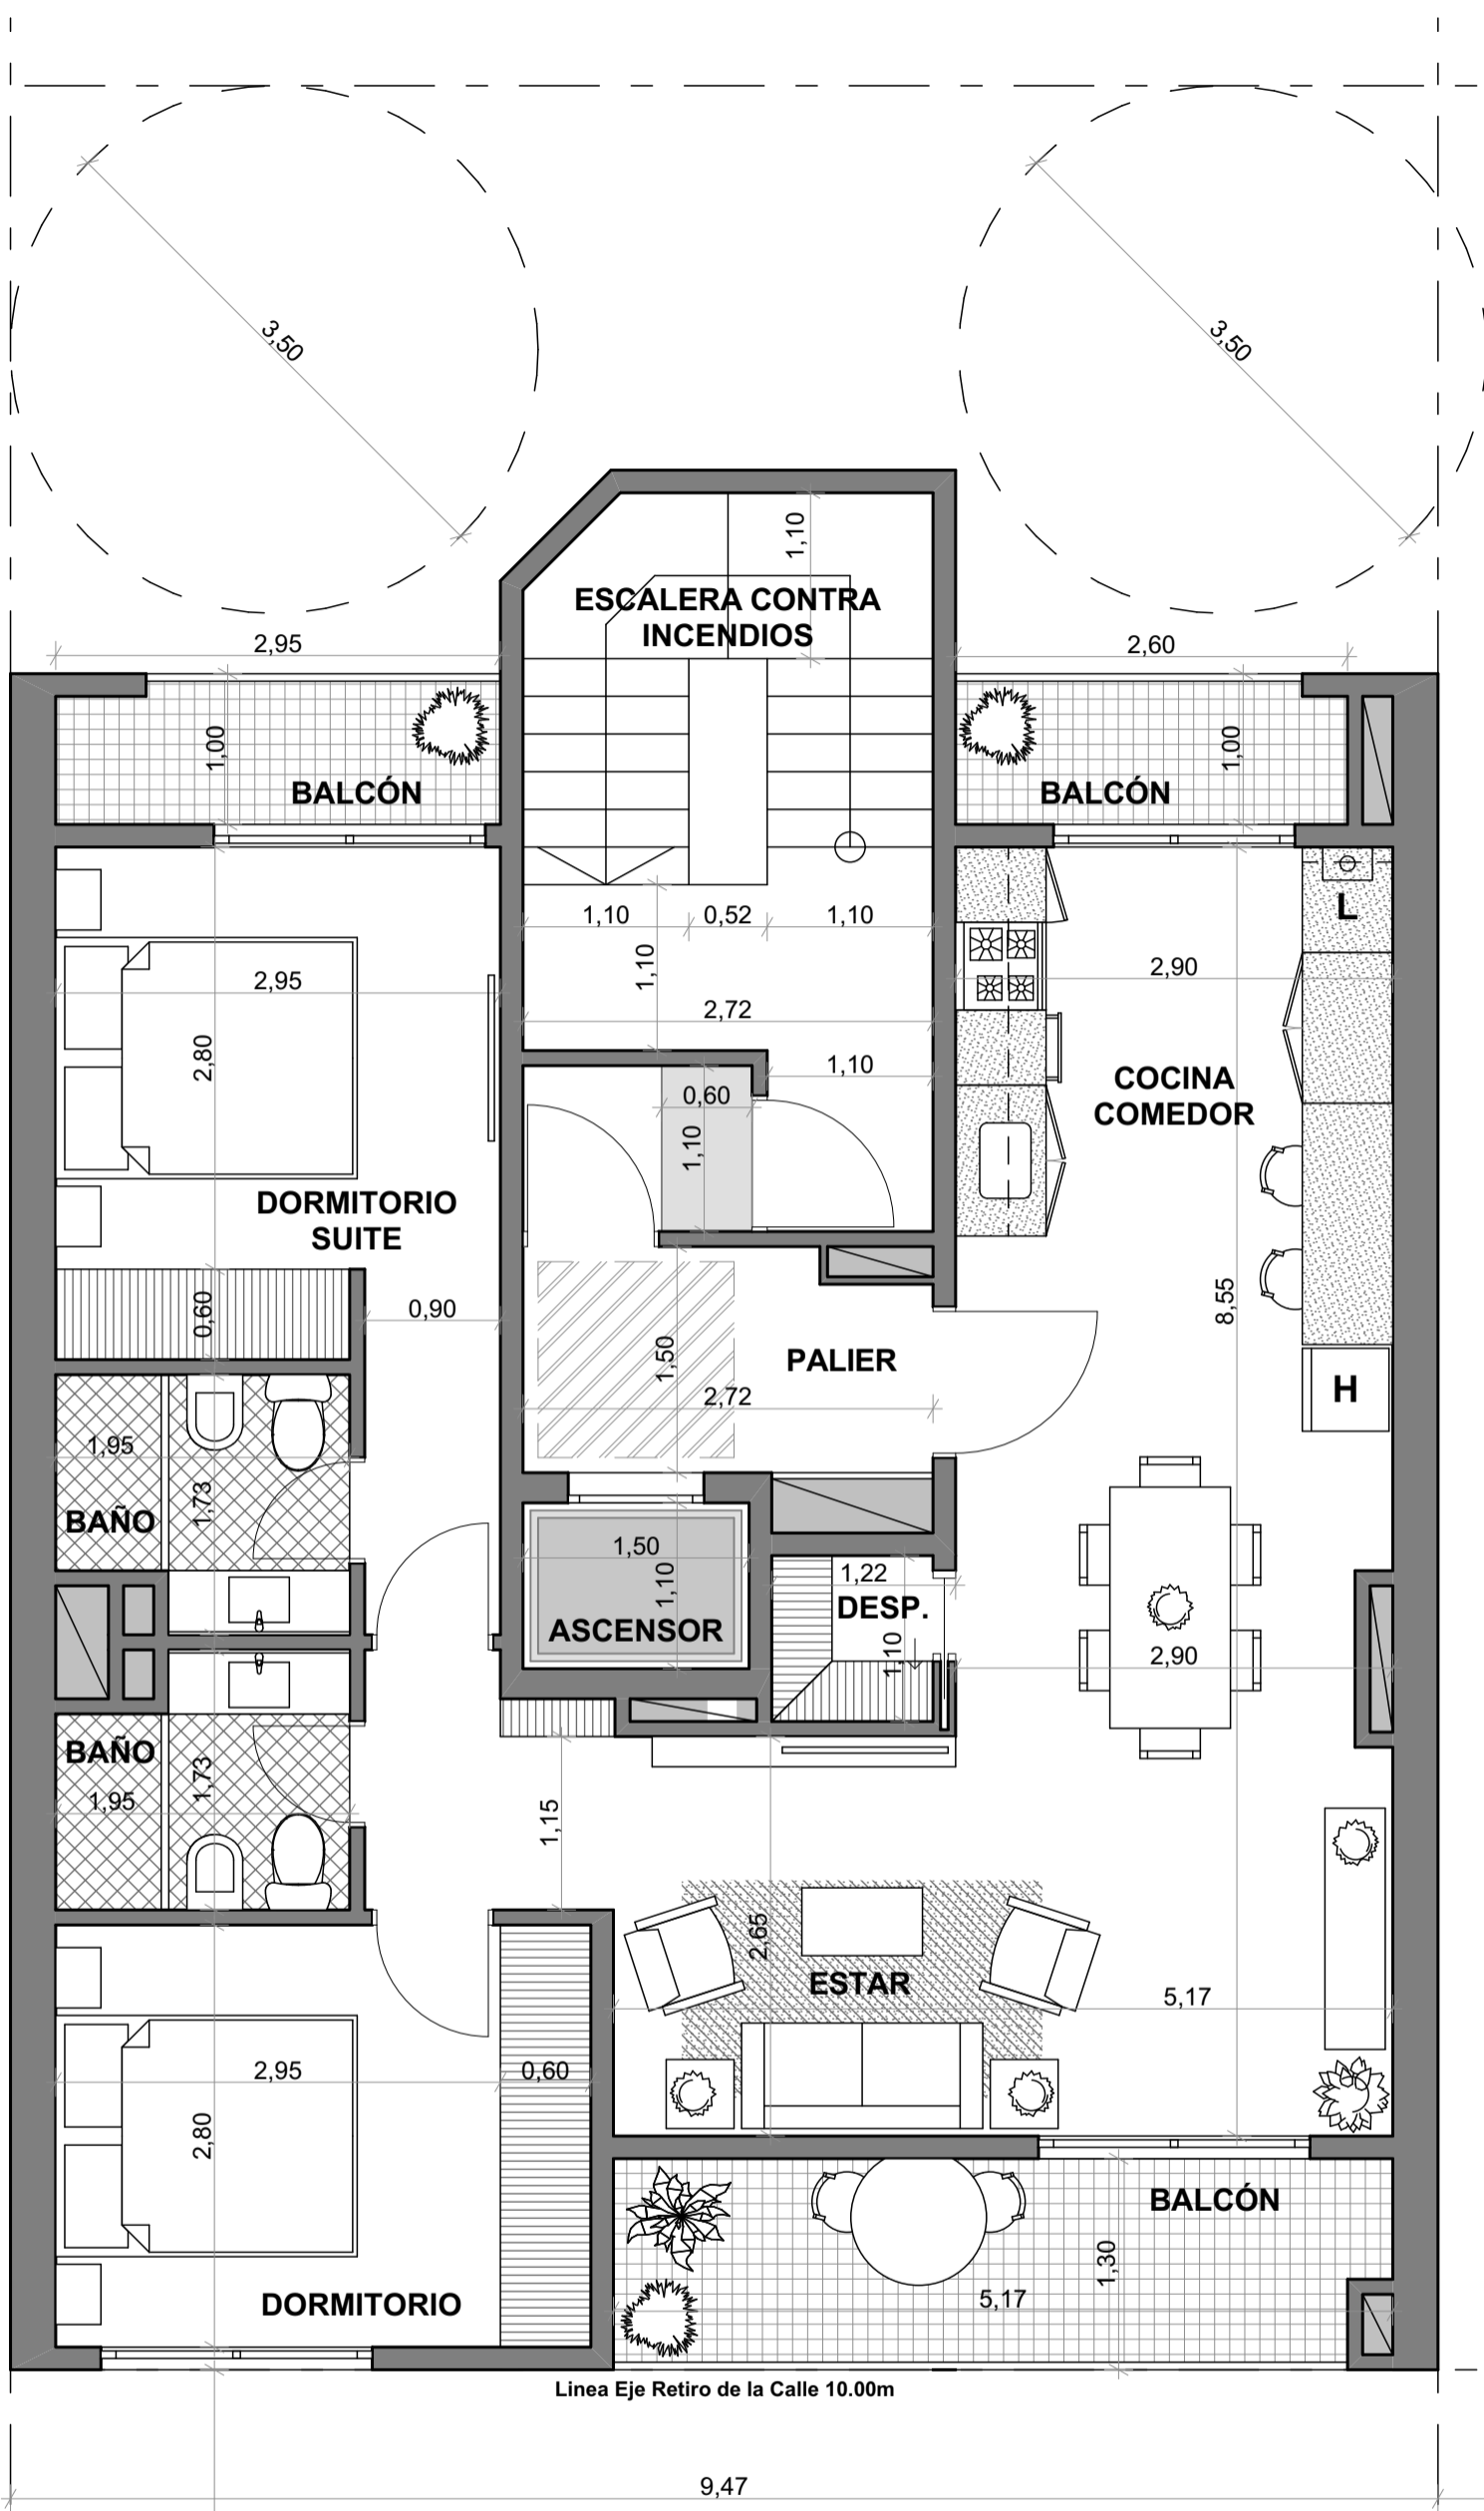 3,50
3,50
1,10
ESCALERA CONTRA
INCENDIOS
2,95
2,60
1,00
BALCÓN
BALCÓN
1,00
1,10
0,52
1,10
L
1,10
2,95
2,90
2,72
2,80
1,10
0,60
1,10
COCINA
COMEDOR
DORMITORIO
SUITE
0,60
0,90
8,55
1,50
PALIER
2,72
H
1,95
1,73
BAÑO
1,50
1,10
ASCENSOR
1,22
DESP.
1,10
2,90
BAÑO
1,95
1,73
1,15
2,65
ESTAR
5,17
2,95
0,60
2,80
BALCÓN
1,30
5,17
DORMITORIO
Linea Eje Retiro de la Calle 10.00m
9,47